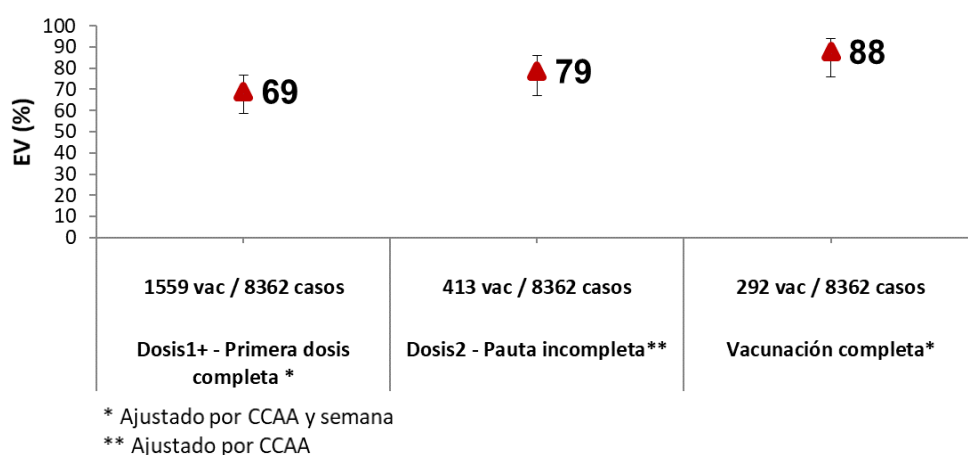 EV (%)
100
90
80
70
60
50
40
30
20
10
0
69
79
88
1559 vac / 8362 casos
413 vac / 8362 casos
292 vac / 8362 casos
Dosis1+ - Primera dosis
completa *
Dosis2 - Pauta incompleta**
Vacunación completa*
* Ajustado por CCAA y semana
** Ajustado por CCAA